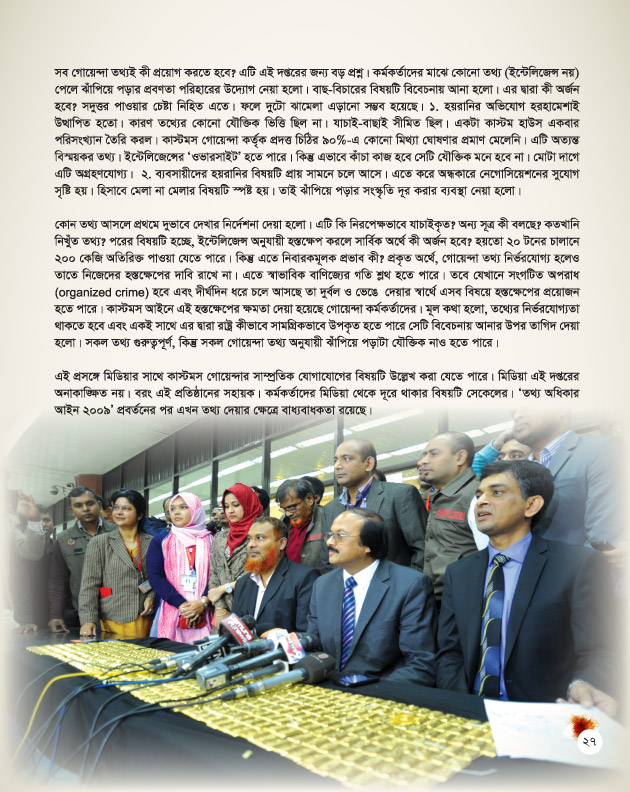 সব গোয়েন্দা তথ্যই কী প্রয়োগ করতে হবে? এটি এই দপ্তরের জন্য বড় প্রশ্ন। কর্মকর্তাদের মাঝে কোনো তথ্য (ইন্টেলিজেন্স নয়)
পেলে ঝাঁপিয়ে পড়ার প্রবণতা পরিহারের উদ্যোগ নেয়া হলো। বাছ-বিচারের বিষয়টি বিবেচনায় আনা হলো। এর দ্বারা কী অর্জন
হবে? সদুত্তর পাওয়ার চেষ্টা নিহিত এতে। ফলে দুটো ঝামেলা এড়ানো সম্ভব হয়েছে। ১. হয়রানির অভিযোগ হরহামেশাই
উত্থাপিত হতো। কারণ তথ্যের কোনো যৌক্তিক ভিত্তি ছিল না। যাচাই-বাছাই সীমিত ছিল। একটা কাস্টম হাউস একবার
পরিসংখ্যান তৈরি করল। কাস্টমস গোয়েন্দা কর্তৃক প্রদত্ত চিঠির ৯০%-এ কোনো মিথ্যা ঘোষণার প্রমাণ মেলেনি। এটি অত্যন্ত
বিস্ময়কর তথ্য। ইন্টেলিজেন্সের ‘ওভারসাইট’ হতে পারে। কিন্তু এভাবে কাঁচা কাজ হবে সেটি যৌক্তিক মনে হবে না। মোটা দাগে
এটি অগ্রহণযোগ্য। ২. ব্যবসায়ীদের হয়রানির বিষয়টি প্রায় সামনে চলে আসে। এতে করে অন্ধকারে নেগোসিয়েশনের সুযোগ
সৃষ্টি হয়। হিসাবে মেলা না মেলার বিষয়টি স্পষ্ট হয়। তাই ঝাঁপিয়ে পড়ার সংস্কৃতি দূর করার ব্যবস্থা নেয়া হলো।
কোন তথ্য আসলে প্রথমে দুভাবে দেখার নির্দেশনা দেয়া হলো। এটি কি নিরপেক্ষভাবে যাচাইকৃত? অন্য সূত্র কী বলছে? কতখানি
নিখুঁত তথ্য? পরের বিষয়টি হচ্ছে, ইন্টেলিজেন্স অনুযায়ী হস্তক্ষেপ করলে সার্বিক অর্থে কী অর্জন হবে? হয়তো ২০ টনের চালানে
২০০ কেজি অতিরিক্ত পাওয়া যেতে পারে। কিন্তু এতে নিবারকমূলক প্রভাব কী? প্রকৃত অর্থে, গোয়েন্দা তথ্য নির্ভরযোগ্য হলেও
তাতে নিজেদের হস্তক্ষেপের দাবি রাখে না। এতে স্বাভাবিক বাণিজ্যের গতি শ্লথ হতে পারে। তবে যেখানে সংগটিত অপরাধ
(organized crime) হবে এবং দীর্ঘদিন ধরে চলে আসছে তা দুর্বল ও ভেঙে দেয়ার স্বার্থে এসব বিষয়ে হস্তক্ষেপের প্রয়োজন
হতে পারে। কাস্টমস আইনে এই হস্তক্ষেপের ক্ষমতা দেয়া হয়েছে গোয়েন্দা কর্মকর্তাদের। মূল কথা হলো, তথ্যের নির্ভরযোগ্যতা
থাকতে হবে এবং একই সাথে এর দ্বারা রাষ্ট্র কীভাবে সামগ্রিকভাবে উপকৃত হতে পারে সেটি বিবেচনায় আনার উপর তাগিদ দেয়া
হলো। সকল তথ্য গুরুত্বপূর্ণ, কিন্তু সকল গোয়েন্দা তথ্য অনুযায়ী ঝাঁপিয়ে পড়াটা যৌক্তিক নাও হতে পারে।
এই প্রসঙ্গে মিডিয়ার সাথে কাস্টমস গোয়েন্দার সাম্প্রতিক যোগাযোগের বিষয়টি উল্লেখ করা যেতে পারে। মিডিয়া এই দপ্তরের
অনাকাঙ্ক্ষিত নয়। বরং এই প্রতিষ্ঠানের সহায়ক। কর্মকর্তাদের মিডিয়া থেকে দূরে থাকার বিষয়টি সেকেলের। ‘তথ্য অধিকার
আইন ২০০৯’ প্রবর্তনের পর এখন তথ্য দেয়ার ক্ষেত্রে বাধ্যবাধকতা রয়েছে।
২৭